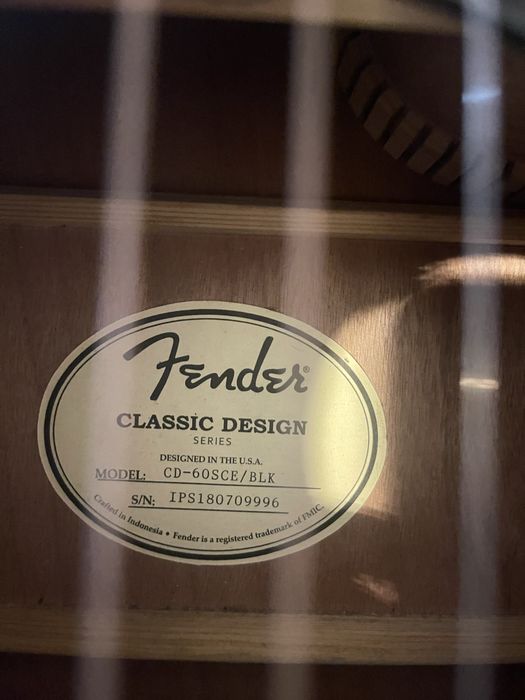 Fender®
CLASSIC DESIGN
SERIES
DESIGNED IN THE U.S.A.
MODEL: CD-60SCE/BLK
S/N: IPS180709996
Crafted in Indonesia • Fender is a registered trademark of FMIC.